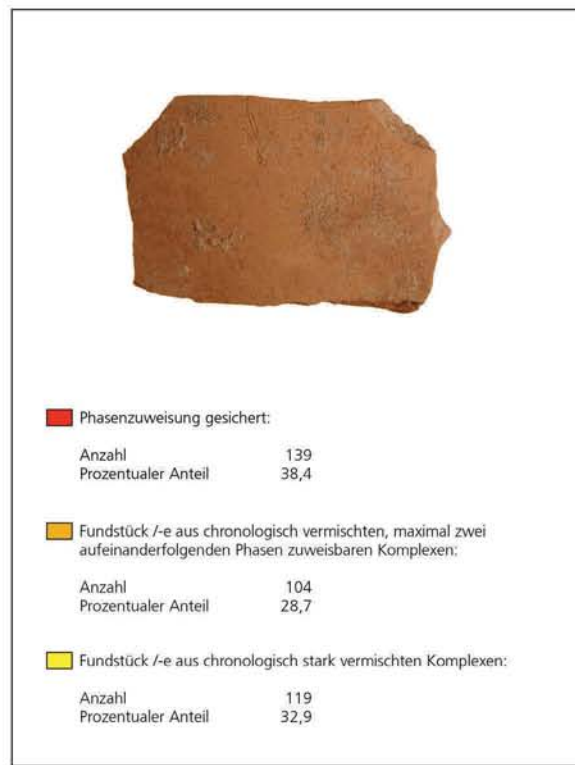 Phasenzuweisung gesichert:
Anzahl 139
Prozentualer Anteil 38,4
Fundstück /-e aus chronologisch vermischten, maximal zwei
aufeinanderfolgenden Phasen zuweisbaren Komplexen:
Anzahl 104
Prozentualer Anteil 28,7
Fundstück /-e aus chronologisch stark vermischten Komplexen:
Anzahl 119
Prozentualer Anteil 32,9